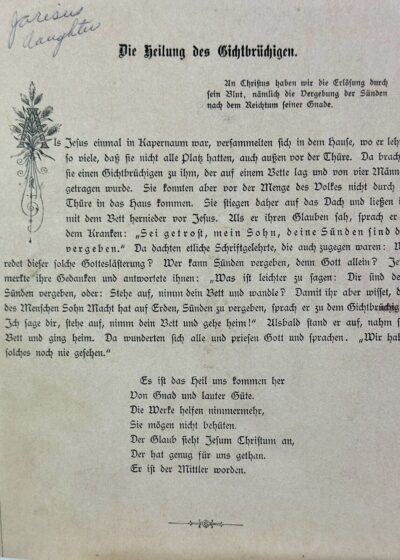 Jarisus
daughter
Die Heilung des Gichtbrüchigen.
An Christus haben wir die Erlösung durch
sein Blut, nämlich die Vergebung der Sünden
nach dem Reichtum seiner Gnade.
ls Jesus einmal in Kapernaum war, versammelten sich in dem Hause, wo er leh
so viele, daß sie nicht alle Platz hatten, auch außen vor der Thüre. Da brach
sie einen Gichtbrüchigen zu ihm, der auf einem Bette lag und von vier Männ
getragen wurde. Sie konnten aber vor der Menge des Volkes nicht durch
Thüre in das Haus kommen. Sie stiegen daher auf das Dach und ließen i
mit dem Bett hernieder vor Jesus. Als er ihren Glauben sah, sprach er
dem Kranken: „Sei getrost, mein Sohn, deine Sünden sind d
vergeben.“ Da dachten etliche Schriftgelehrte, die auch zugegen waren: W
redet dieser solche Gotteslästerung? Wer kann Sünden vergeben, denn Gott allein? Je
merkte ihre Gedanken und antwortete ihnen: „Was ist leichter zu sagen: Dir sind de
Sünden vergeben, oder: Stehe auf, nimm dein Bett und wandle? Damit ihr aber wisset, d
des Menschen Sohn Macht hat auf Erden, Sünden zu vergeben, sprach er zu dem Gichtbrüchig
Ich sage dir, stehe auf, nimm dein Bett und gehe heim!“ Alsbald stand er auf, nahm s
Bett und ging heim. Da wunderten sich alle und priesen Gott und sprachen. „Wir hab
solches noch nie gesehen.“
Es ist das Heil uns kommen her
Von Gnad und lauter Güte.
Die Werke helfen nimmermehr,
Sie mögen nicht behüten.
Der Glaub sieht Jesum Christum an,
Der hat genug für uns gethan.
Er ist der Mittler worden.